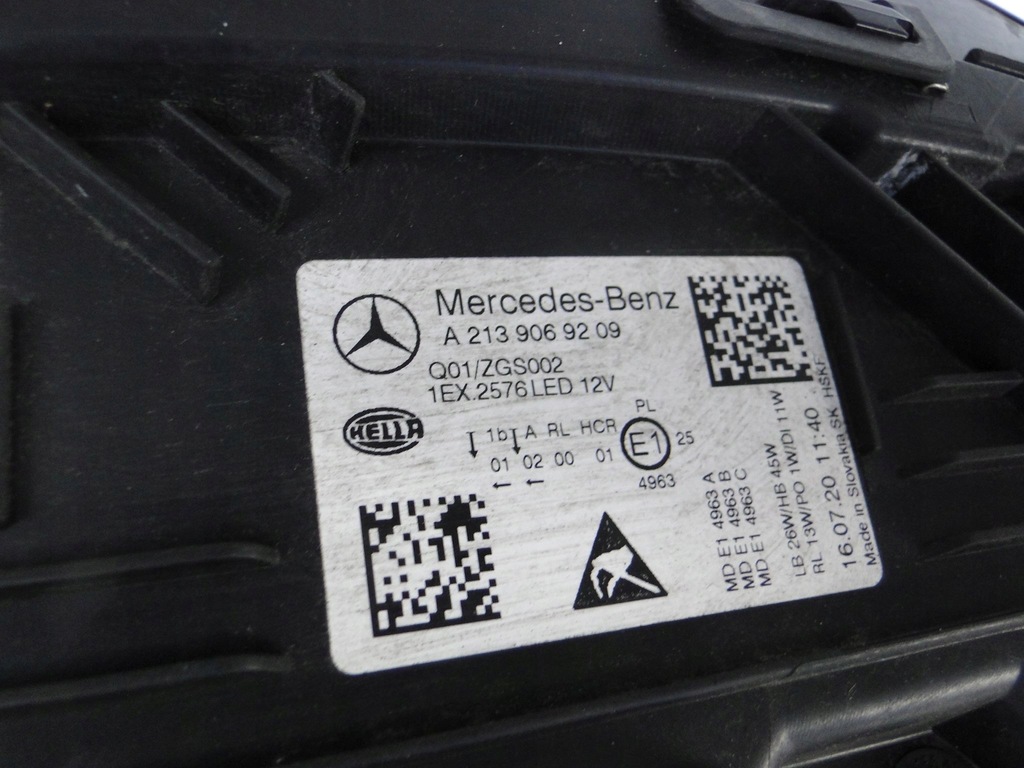 Mercedes-Benz
A 213 906 92 09
Q01/ZGS002
1EX.2576 LED 12V
HELLA
1b A RL HCR
01 02 00 01
PL
E1 25
4963
MD E1 4963 A
MD E1 4963 B
MD E1 4963 C
LB 26W/HB 45W
RL 13W/PO 1W/DI 11W
16.07.20 11:40
Made in Slovakia SK HSKF